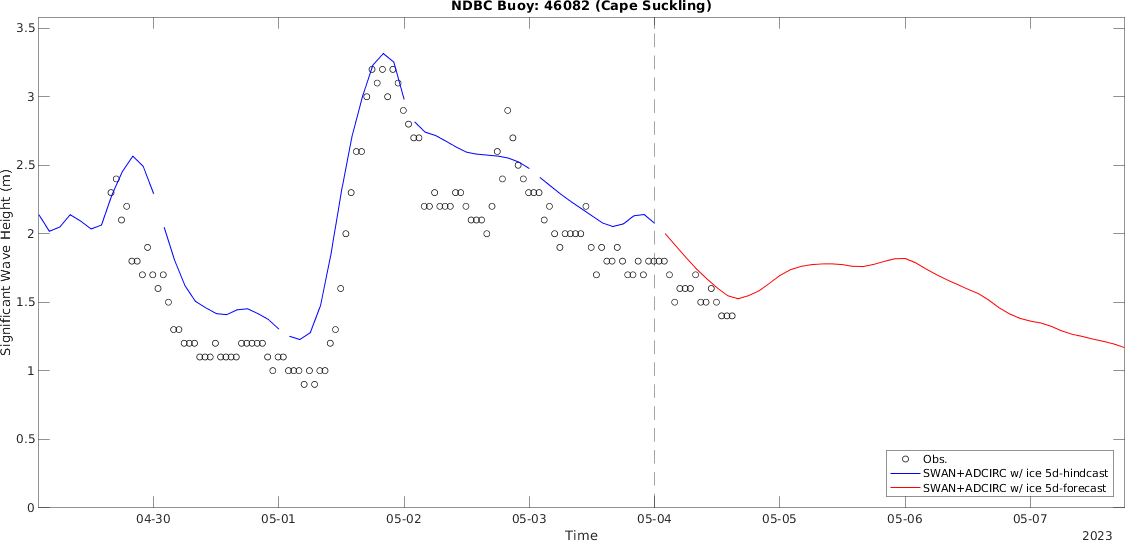 NDBC Buoy: 46082 (Cape Suckling)
3.5
3
2.5
2
1.5
1
0.5
0
Significant Wave Height (m)
04-30
05-01
05-02
05-03
05-04
05-05
05-06
05-07
Time
2023
Obs.
SWAN+ADCIRC w/ ice 5d-hindcast
SWAN+ADCIRC w/ ice 5d-forecast